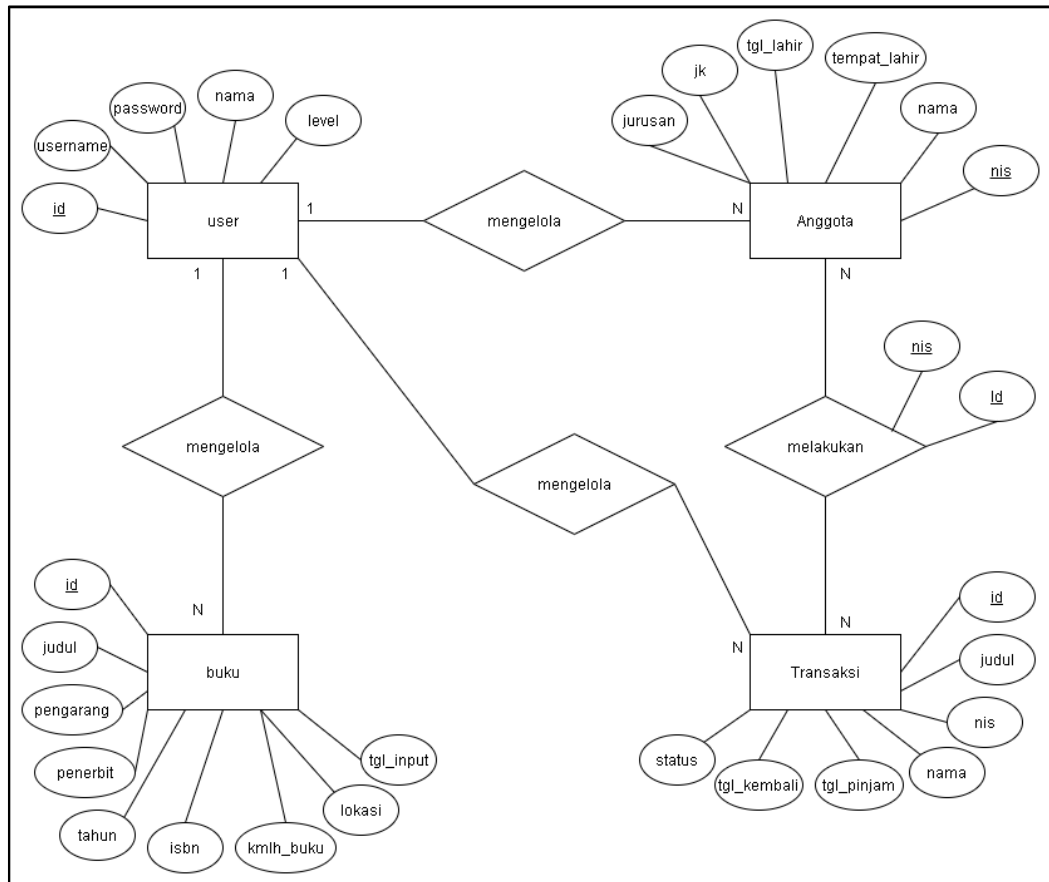 tgl_lahir
tempat_lahir
jk
nama
password
nama
level
jurusan
username
nis
id
user
1
mengelola
N
Anggota
1
1
N
nis
Id
mengelola
melakukan
mengelola
id
N
N
N
id
judul
buku
Transaksi
judul
pengarang
nis
penerbit
tgl_input
status
nama
tgl_kembali
tgl_pinjam
lokasi
tahun
isbn
kmlh_buku